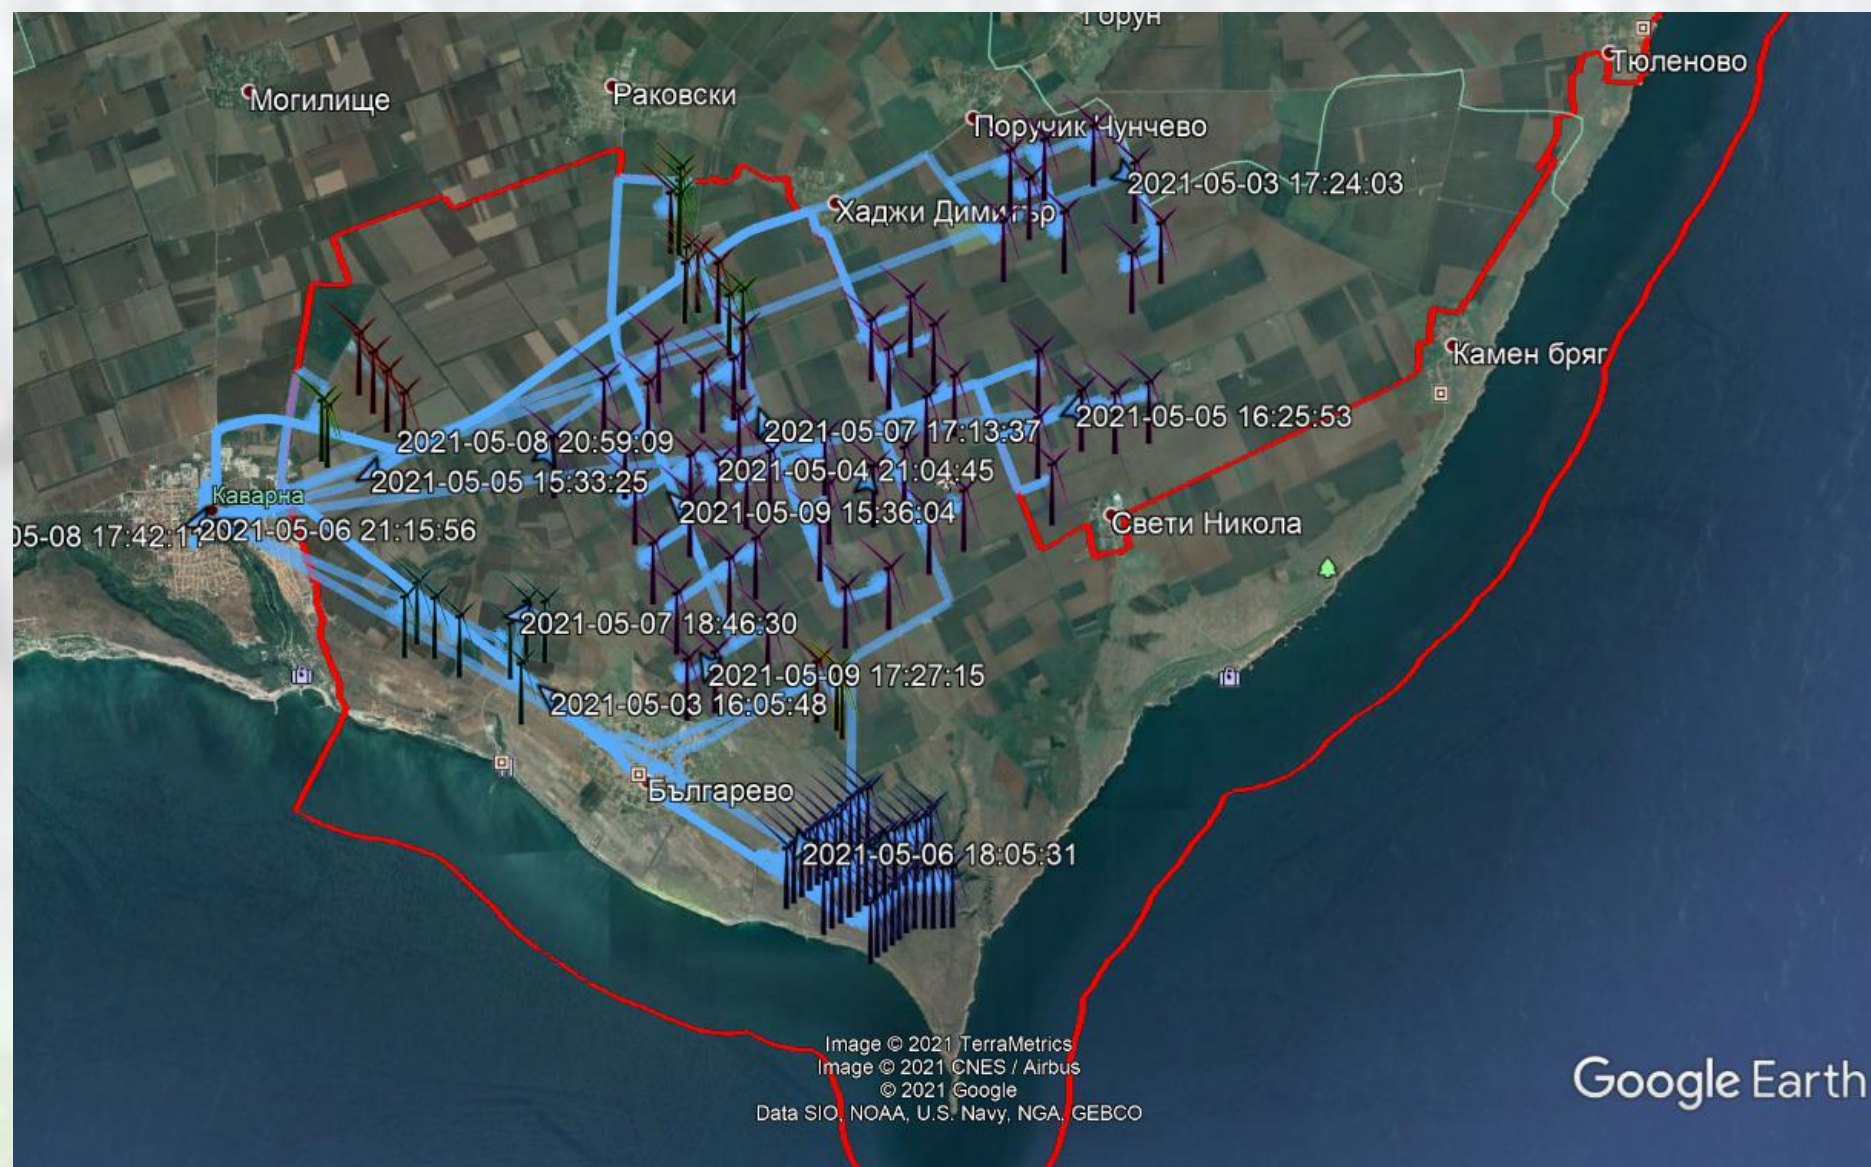 Горун
Тюленово
Могилище
Раковски
Поручик Чунчево
2021-05-03 17:24:03
Хаджи Димитър
Камен бряг
2021-05-05 16:25:53
2021-05-07 17:13:37
2021-05-08 20:59:09
2021-05-04 21:04:45
2021-05-05 15:33:25
Каварна
2021-05-09 15:36:04
Свети Никола
05-08 17:42:1
2021-05-06 21:15:56
2021-05-07 18:46:30
2021-05-09 17:27:15
2021-05-03 16:05:48
Българево
2021-05-06 18:05:31
Image © 2021 TerraMetrics
Image © 2021 CNES / Airbus
© 2021 Google
Data SIO, NOAA, U.S. Navy, NGA, GEBCO
Google Earth